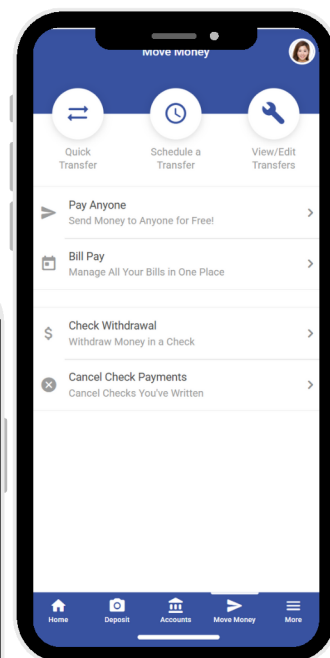 Move Money
Quick
Transfer
Schedule a
Transfer
View/Edit
Transfers
Pay Anyone
Send Money to Anyone for Free!
Bill Pay
Manage All Your Bills in One Place
$
Check Withdrawal
Withdraw Money in a Check
Cancel Check Payments
Cancel Checks You've Written
Home
Deposit
Accounts
Move Money
More